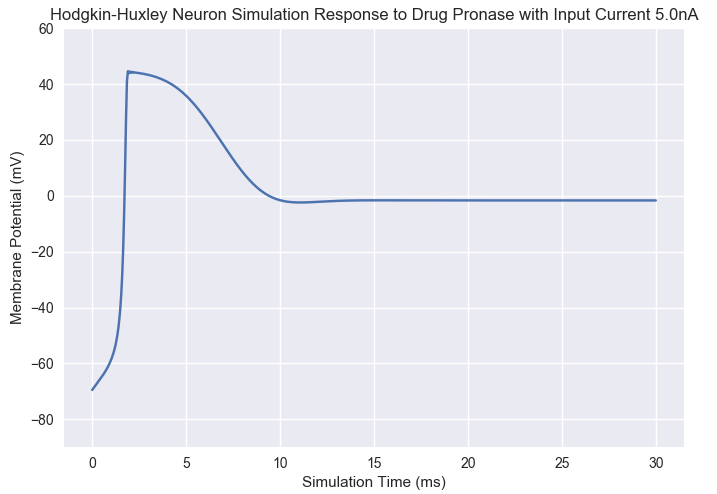 Hodgkin-Huxley Neuron Simulation Response to Drug Pronase with Input Current 5.0nA
60
40
20
0
−20
−40
−60
−80
Membrane Potential (mV)
0 5 10 15 20 25 30
Simulation Time (ms)